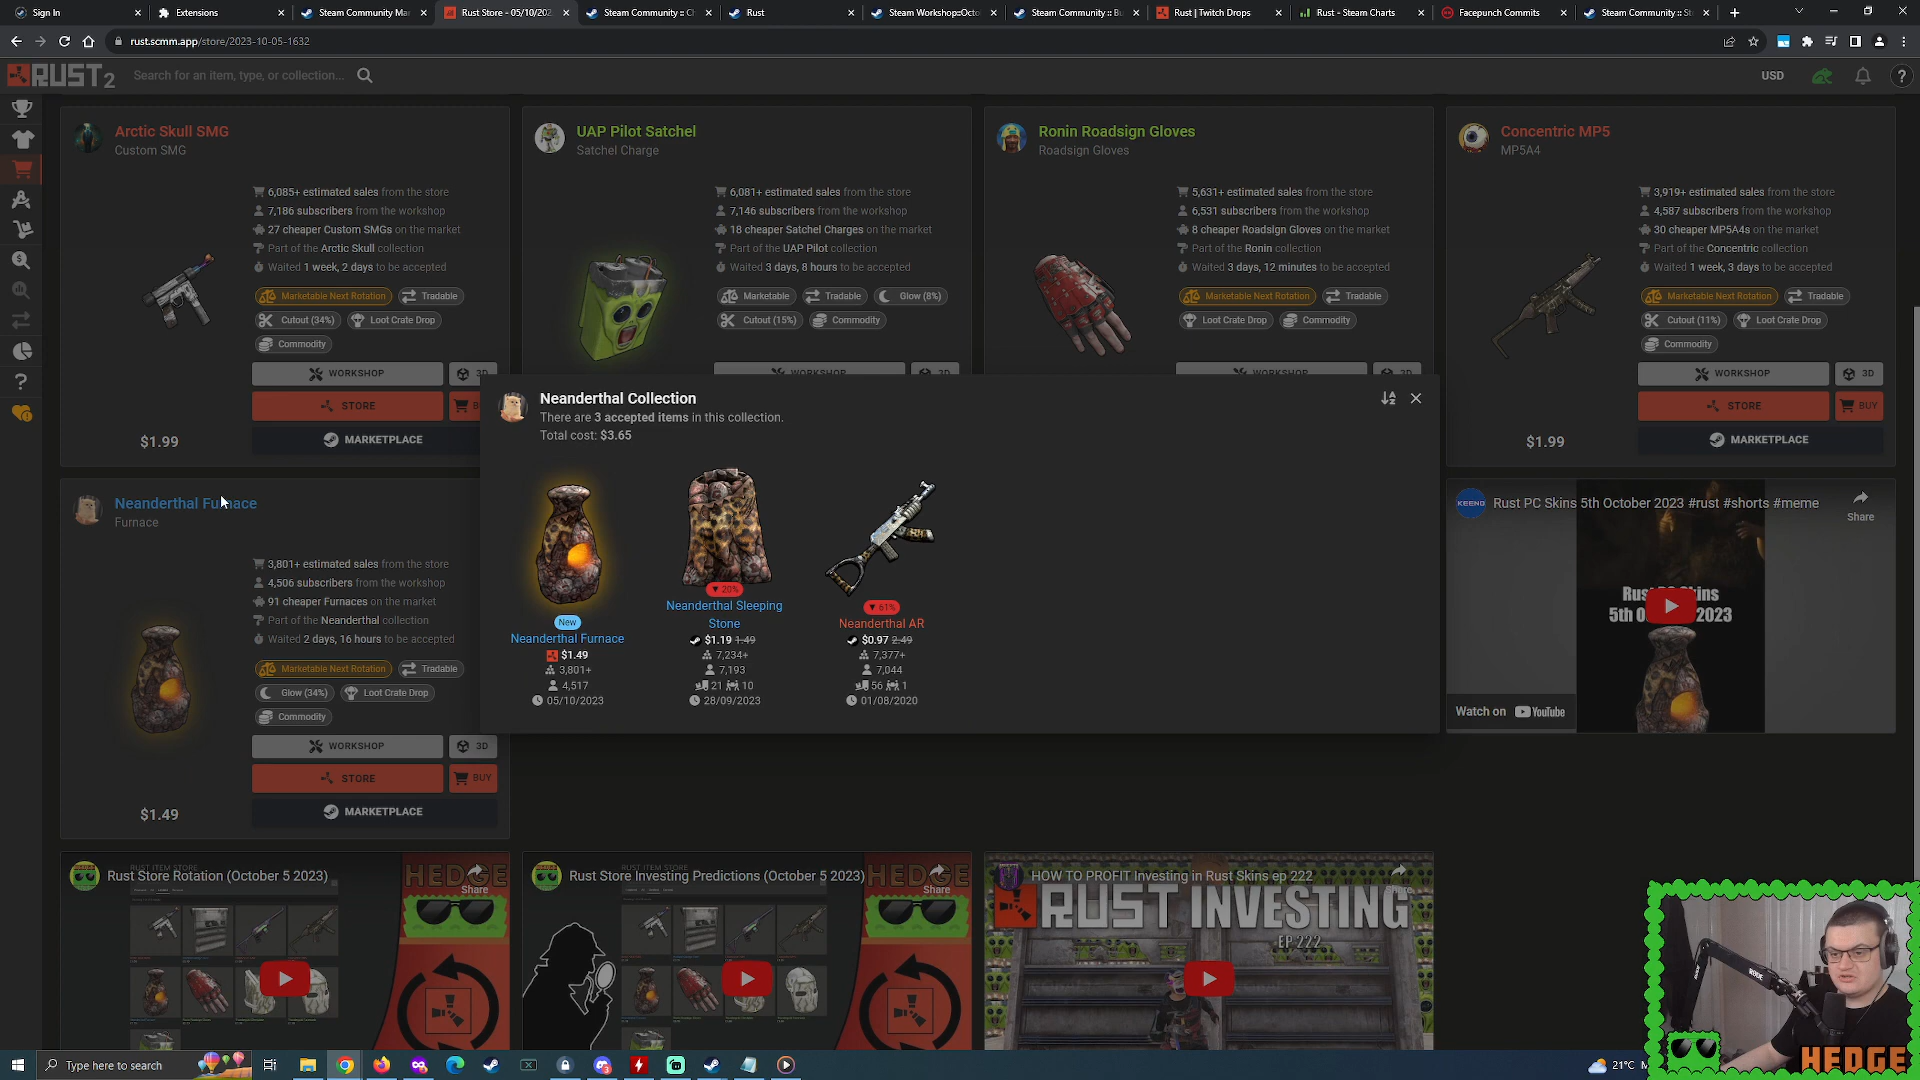 Sign In
Extensions
Steam Community Ma
Rust Store - 05/10/202
Steam Community :: Cl
Rust
Steam Workshop::Octo
Steam Community :: Bu
Rust | Twitch Drops
Rust - Steam Charts
Facepunch Commits
Steam Community :: St
rust.scmm.app/store/2023-10-05-1632
RUST 2
Search for an item, type, or collection...
USD
Arctic Skull SMG
Custom SMG
6,085+ estimated sales from the store
7,186 subscribers from the workshop
27 cheaper Custom SMGs on the market
Part of the Arctic Skull collection
Waited 1 week, 2 days to be accepted
Marketable Next Rotation
Tradable
Cutout (34%)
Loot Crate Drop
Commodity
WORKSHOP
3D
STORE
B
$1.99
MARKETPLACE
UAP Pilot Satchel
Satchel Charge
6,081+ estimated sales from the store
7,146 subscribers from the workshop
18 cheaper Satchel Charges on the market
Part of the UAP Pilot collection
Waited 3 days, 8 hours to be accepted
Marketable
Tradable
Glow (8%)
Cutout (15%)
Commodity
WORKSHOP
3D
Ronin Roadsign Gloves
Roadsign Gloves
5,631+ estimated sales from the store
6,531 subscribers from the workshop
8 cheaper Roadsign Gloves on the market
Part of the Ronin collection
Waited 3 days, 12 minutes to be accepted
Marketable Next Rotation
Tradable
Loot Crate Drop
Commodity
WORKSHOP
3D
Concentric MP5
MP5A4
3,919+ estimated sales from the store
4,587 subscribers from the workshop
30 cheaper MP5A4s on the market
Part of the Concentric collection
Waited 1 week, 3 days to be accepted
Marketable Next Rotation
Tradable
Cutout (11%)
Loot Crate Drop
Commodity
WORKSHOP
3D
STORE
BUY
$1.99
MARKETPLACE
Neanderthal Collection
There are 3 accepted items in this collection.
Total cost: $3.65
New
Neanderthal Furnace
$1.49
3,801+
4,517
05/10/2023
20%
Neanderthal Sleeping
Stone
$1.19 1.49
7,234+
7,193
21 10
28/09/2023
61%
Neanderthal AR
$0.97 2.49
7,377+
7,044
56 1
01/08/2020
Neanderthal Furnace
Furnace
3,801+ estimated sales from the store
4,506 subscribers from the workshop
91 cheaper Furnaces on the market
Part of the Neanderthal collection
Waited 2 days, 16 hours to be accepted
Marketable Next Rotation
Tradable
Glow (34%)
Loot Crate Drop
Commodity
WORKSHOP
3D
STORE
BUY
$1.49
MARKETPLACE
KEENO
Rust PC Skins 5th October 2023 #rust #shorts #meme
Share
Watch on YouTube
RUST ITEM STORE
Rust Store Rotation (October 5 2023)
HEDGE
Share
RUST ITEM STORE
Rust Store Investing Predictions (October 5 2023)
HEDGE
Share
HOW TO PROFIT Investing in Rust Skins ep 222
RUST INVESTING
EP 222
HEDGE
Type here to search
21°C